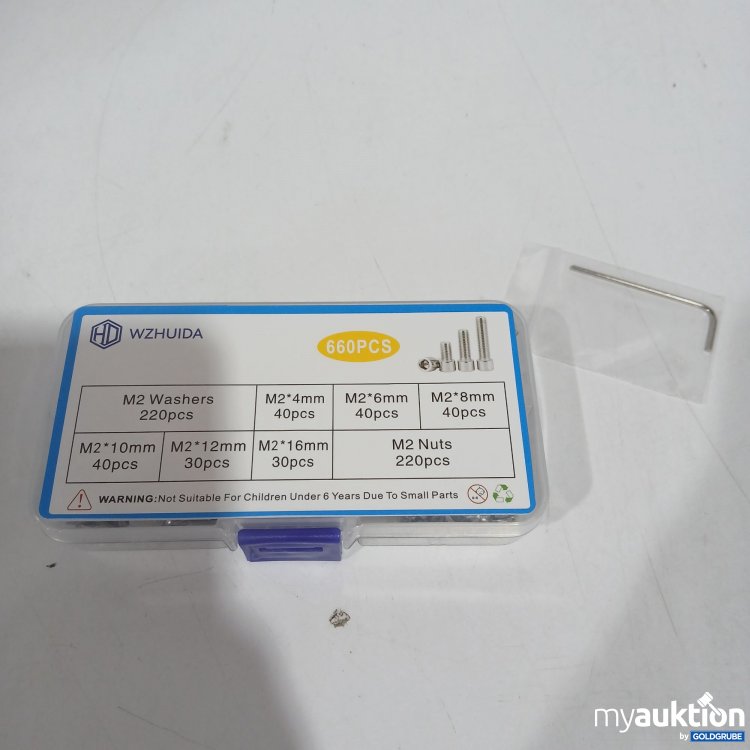 HD WZHUIDA
660PCS
M2 Washers
220pcs
M2*4mm
40pcs
M2*6mm
40pcs
M2*8mm
40pcs
M2*10mm
40pcs
M2*12mm
30pcs
M2*16mm
30pcs
M2 Nuts
220pcs
WARNING:Not Suitable For Children Under 6 Years Due To Small Parts
myauktion
by GOLDGRUBE